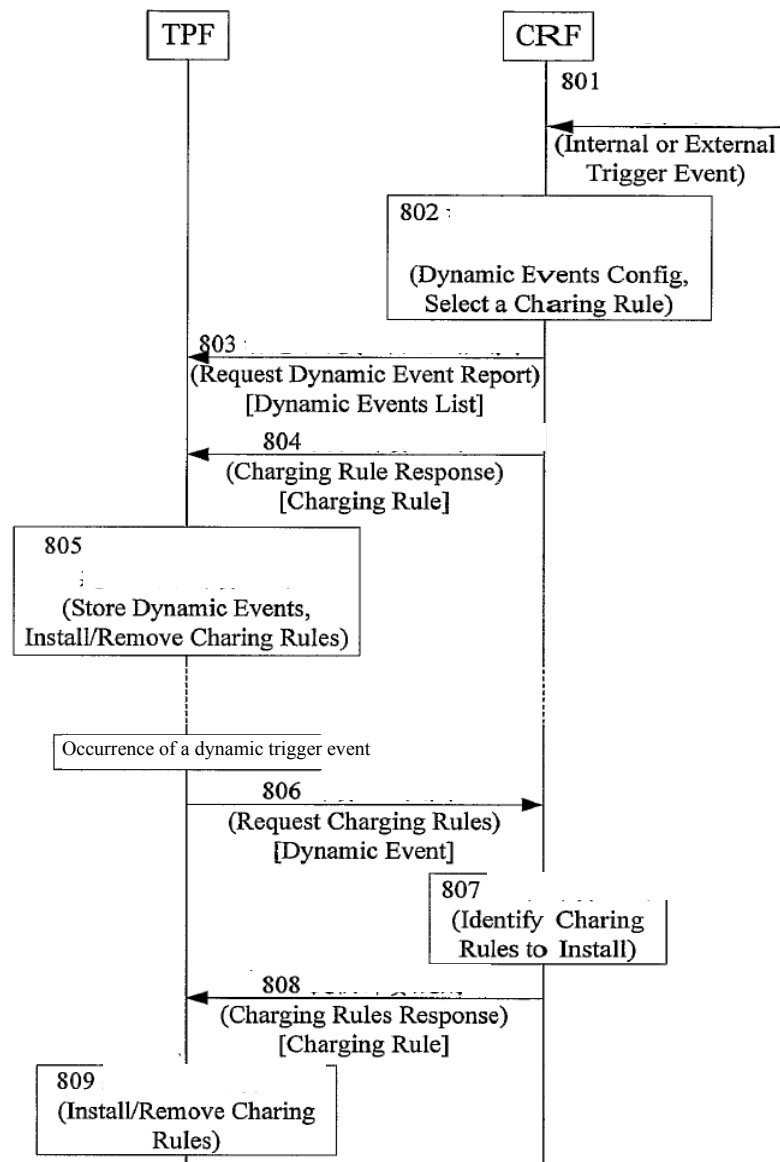 TPF
CRF
801
(Internal or External
Trigger Event)
802
(Dynamic Events Config,
Select a Charing Rule)
803
(Request Dynamic Event Report)
[Dynamic Events List]
804
(Charging Rule Response)
[Charging Rule]
805
(Store Dynamic Events,
Install/Remove Charing Rules)
Occurrence of a dynamic trigger event
806
(Request Charging Rules)
[Dynamic Event]
807
(Identify Charing
Rules to Install)
808
(Charging Rules Response)
[Charging Rule]
809
(Install/Remove Charing
Rules)